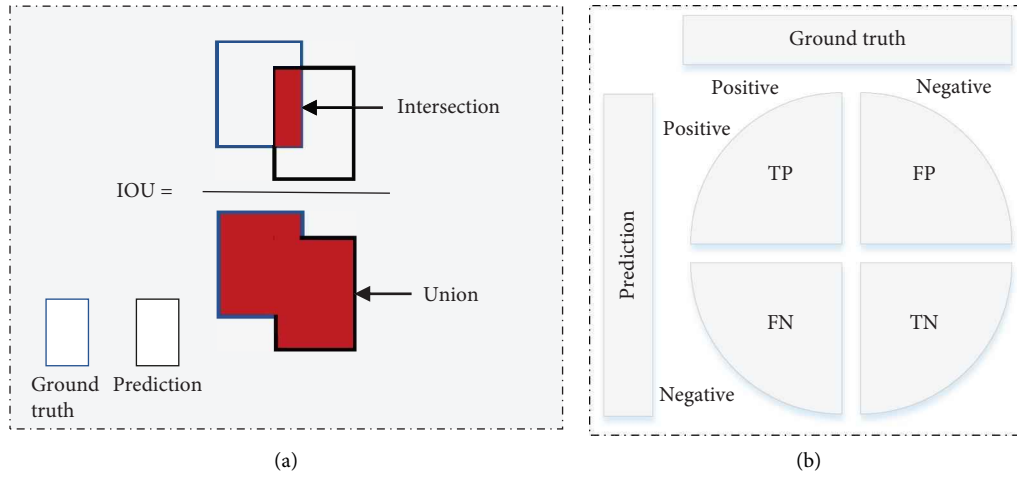 Intersection
IOU =
Union
Ground
truth
Prediction
(a)
Ground truth
Positive
Negative
Positive
Prediction
TP
FP
FN
TN
Negative
(b)